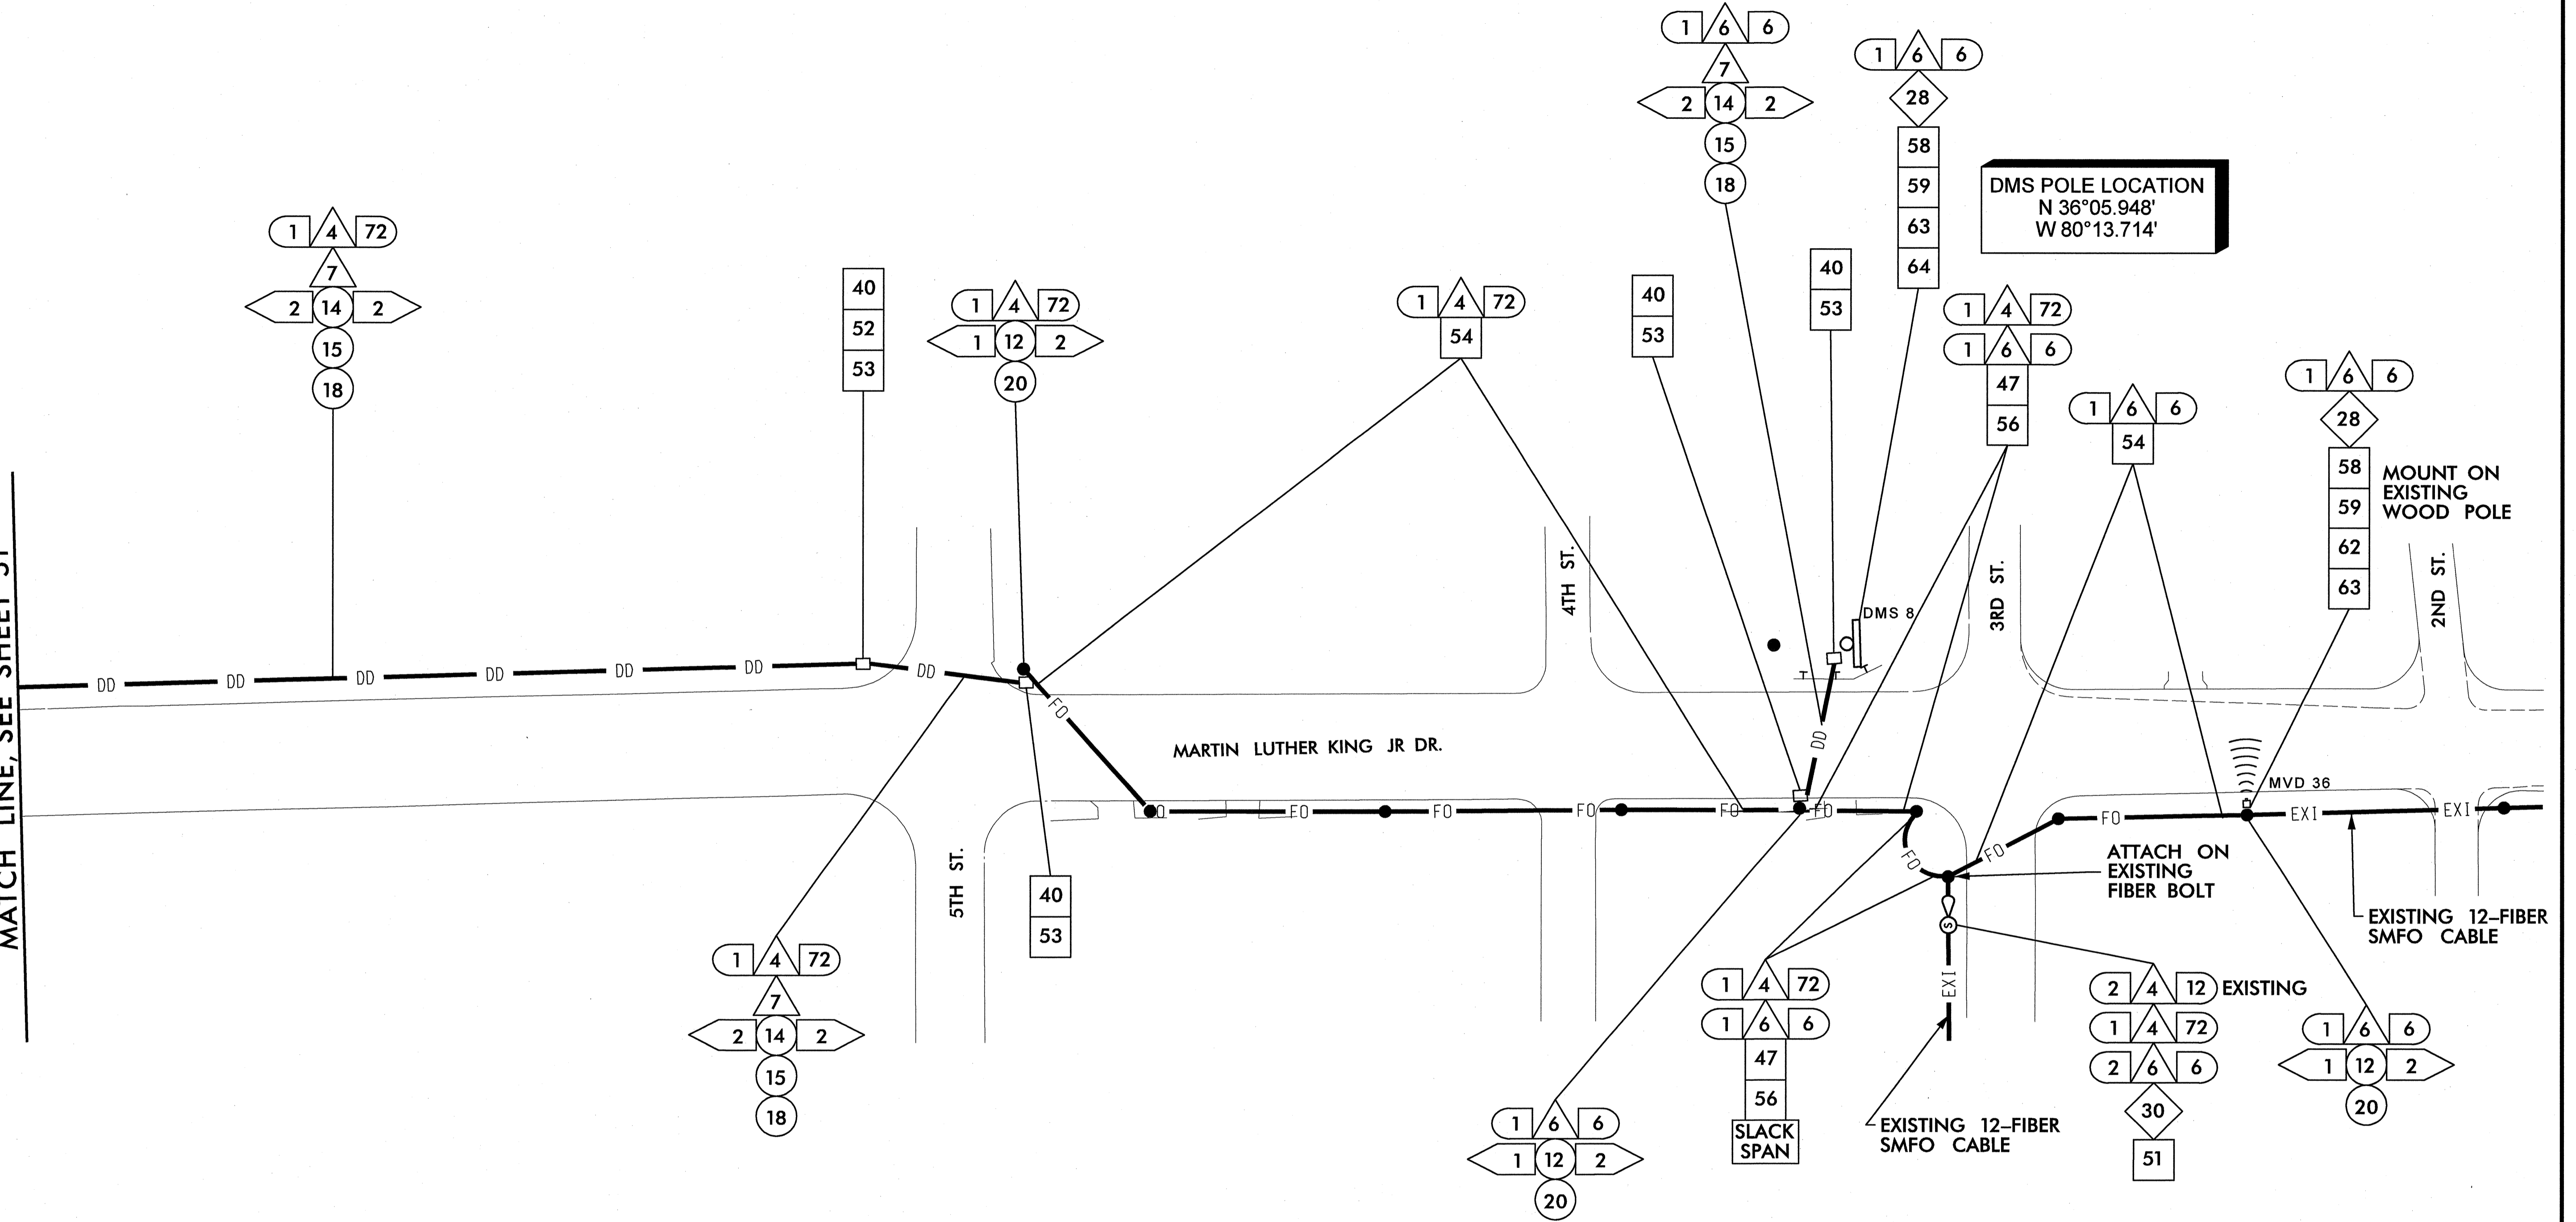 1 6 6
7
2 14 2
15
18
1 6 6
28
58
59
63
64
DMS POLE LOCATION
N 36°05.948'
W 80°13.714'
1 4 72
7
2 14 2
15
18
40
52
53
1 4 72
1 12 2
20
1 4 72
54
40
53
40
53
1 4 72
1 6 6
47
56
1 6 6
54
1 6 6
28
58
59
62
63
MOUNT ON
EXISTING
WOOD POLE
MATCH LINE, SEE SHEET
4TH ST.
DMS 8
3RD ST.
2ND ST.
DD DD DD DD DD DD DD
FO
DD
MARTIN LUTHER KING JR DR.
MVD 36
FO FO FO FO FO FO EXI EXI
FO FO
ATTACH ON
EXISTING
FIBER BOLT
5TH ST.
40
53
S
EXI
EXISTING 12–FIBER
SMFO CABLE
1 4 72
7
2 14 2
15
18
1 4 72
1 6 6
47
56
SLACK
SPAN
2 4 12 EXISTING
1 4 72
2 6 6
30
51
1 6 6
1 12 2
20
1 6 6
1 12 2
20
EXISTING 12–FIBER
SMFO CABLE